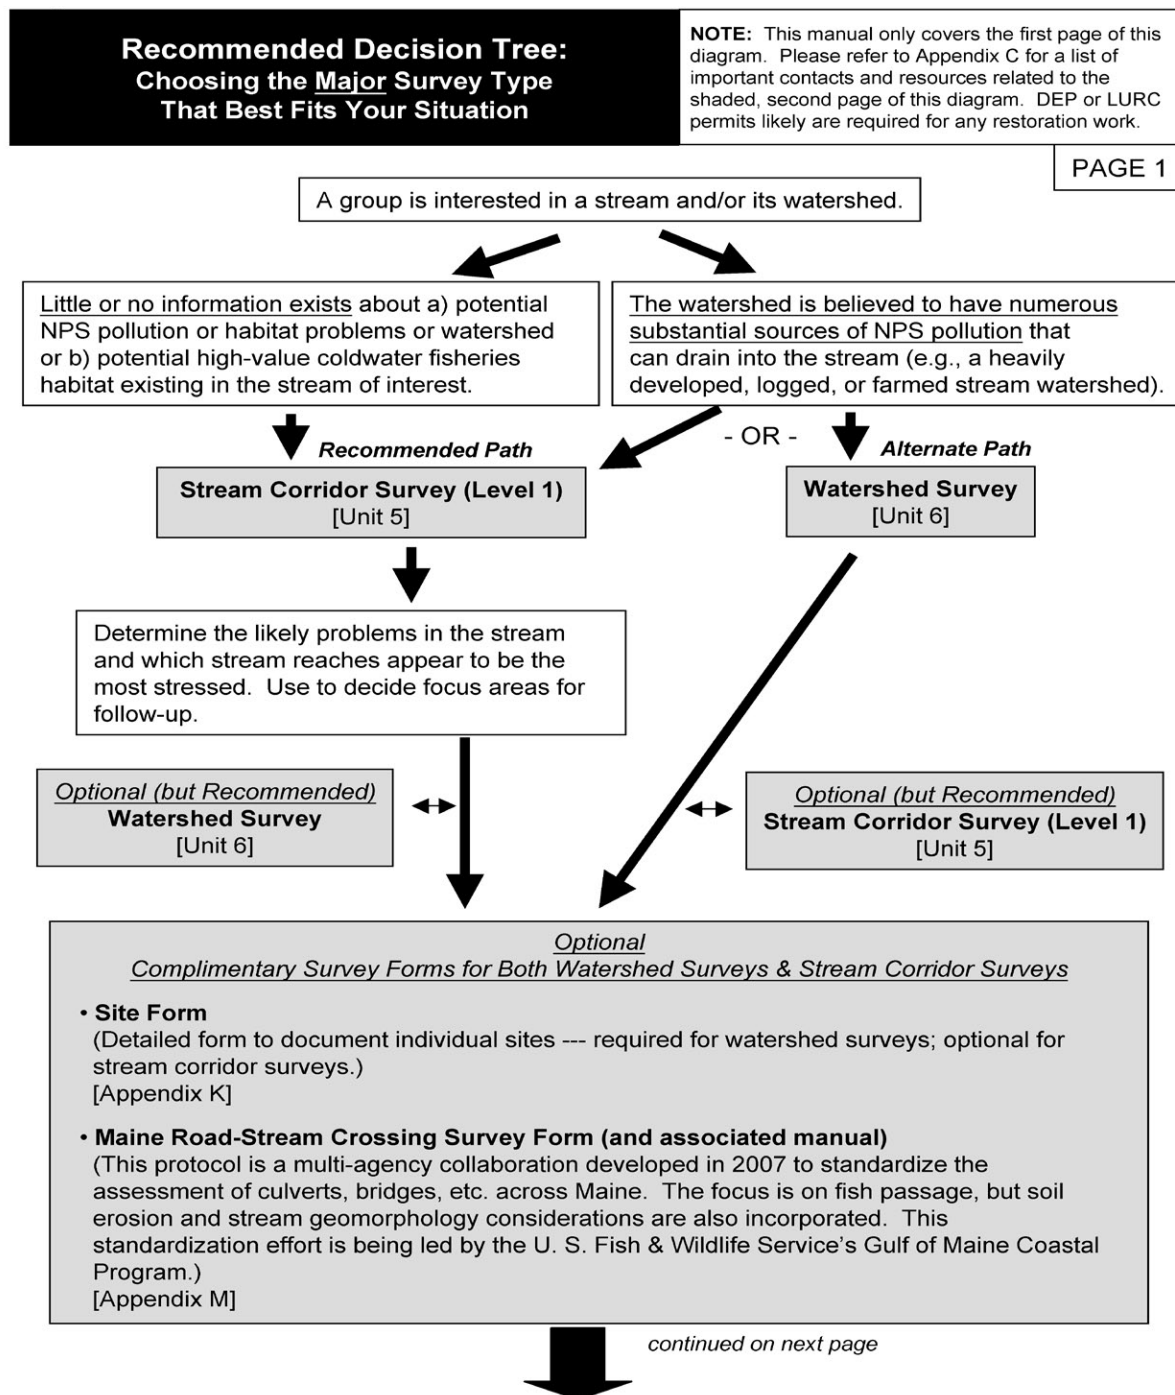 Recommended Decision Tree:
Choosing the Major Survey Type
That Best Fits Your Situation
NOTE: This manual only covers the first page of this
diagram. Please refer to Appendix C for a list of
important contacts and resources related to the
shaded, second page of this diagram. DEP or LURC
permits likely are required for any restoration work.
PAGE 1
A group is interested in a stream and/or its watershed.
Little or no information exists about a) potential
NPS pollution or habitat problems or watershed
or b) potential high-value coldwater fisheries
habitat existing in the stream of interest.
The watershed is believed to have numerous
substantial sources of NPS pollution that
can drain into the stream (e.g., a heavily
developed, logged, or farmed stream watershed).
- OR -
Recommended Path
Alternate Path
Stream Corridor Survey (Level 1)
[Unit 5]
Watershed Survey
[Unit 6]
Determine the likely problems in the stream
and which stream reaches appear to be the
most stressed. Use to decide focus areas for
follow-up.
Optional (but Recommended)
Watershed Survey
[Unit 6]
Optional (but Recommended)
Stream Corridor Survey (Level 1)
[Unit 5]
Optional
Complimentary Survey Forms for Both Watershed Surveys & Stream Corridor Surveys
• Site Form
(Detailed form to document individual sites --- required for watershed surveys; optional for
stream corridor surveys.)
[Appendix K]
• Maine Road-Stream Crossing Survey Form (and associated manual)
(This protocol is a multi-agency collaboration developed in 2007 to standardize the
assessment of culverts, bridges, etc. across Maine. The focus is on fish passage, but soil
erosion and stream geomorphology considerations are also incorporated. This
standardization effort is being led by the U. S. Fish & Wildlife Service's Gulf of Maine Coastal
Program.)
[Appendix M]
continued on next page